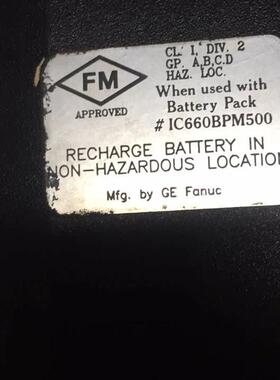 CL. I, DIV. 2
GP. A,B,C,D
HAZ. LOC.
FM
APPROVED
When used with
Battery Pack
# IC660BPM500
RECHARGE BATTERY IN
NON-HAZARDOUS LOCATION
Mfg. by GE Fanuc